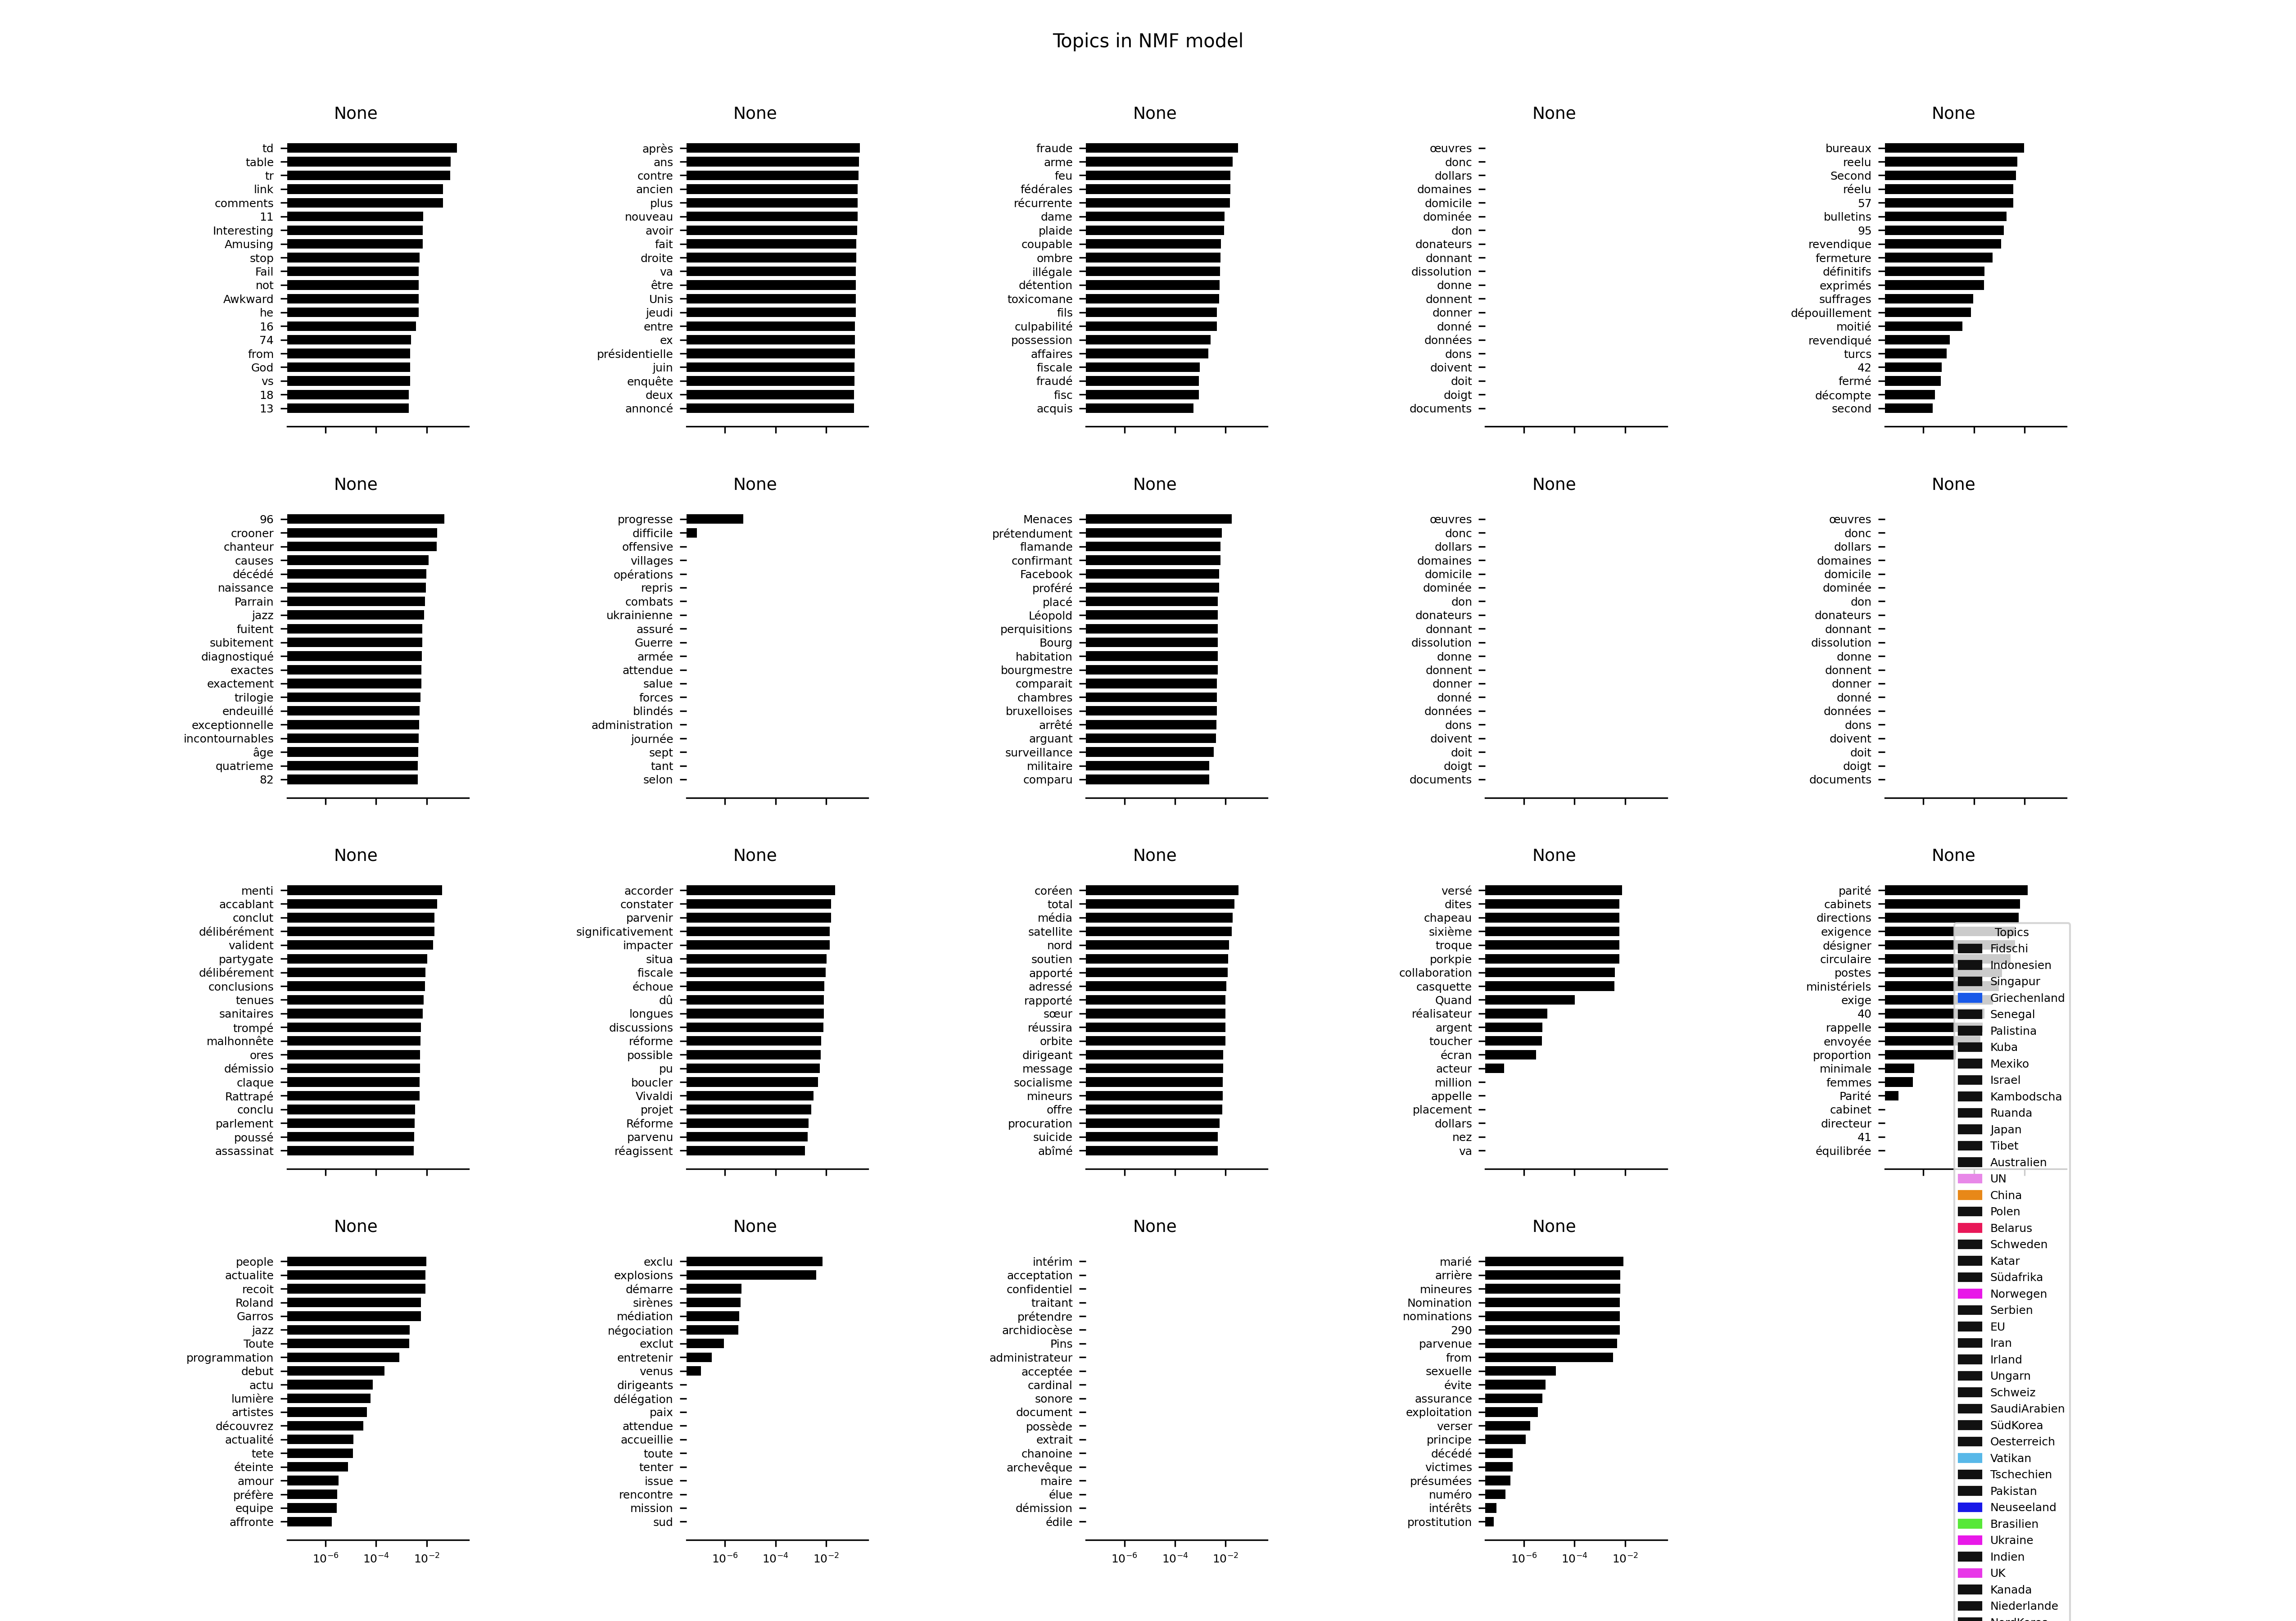 Topics in NMF model
None
td
table
tr
link
comments
11
Interesting
Amusing
stop
Fail
not
Awkward
he
16
74
from
God
vs
18
13
None
après
ans
contre
ancien
plus
nouveau
avoir
fait
droite
va
être
Unis
jeudi
entre
ex
présidentielle
juin
enquête
deux
annoncé
None
fraude
arme
feu
fédérales
récurrente
dame
plaide
coupable
ombre
illégale
détention
toxicomane
fils
culpabilité
possession
affaires
fiscale
fraudé
fisc
acquis
None
œuvres
donc
dollars
domaines
domicile
dominée
don
donateurs
donnant
dissolution
donne
donnent
donner
donné
données
dons
doivent
doit
doigt
documents
None
bureaux
reelu
Second
réelu
57
bulletins
95
revendique
fermeture
définitifs
exprimés
suffrages
dépouillement
moitié
revendiqué
turcs
42
fermé
décompte
second
None
96
crooner
chanteur
causes
décédé
naissance
Parrain
jazz
fuitent
subitement
diagnostiqué
exactes
exactement
trilogie
endeuillé
exceptionnelle
incontournables
âge
quatrieme
82
None
progresse
difficile
offensive
villages
opérations
repris
combats
ukrainienne
assuré
Guerre
armée
attendue
salue
forces
blindés
administration
journée
sept
tant
selon
None
Menaces
prétendument
flamande
confirmant
Facebook
proféré
placé
Léopold
perquisitions
Bourg
habitation
bourgmestre
comparait
chambres
bruxelloises
arrêté
arguant
surveillance
militaire
comparu
None
œuvres
donc
dollars
domaines
domicile
dominée
don
donateurs
donnant
dissolution
donne
donnent
donner
donné
données
dons
doivent
doit
doigt
documents
None
œuvres
donc
dollars
domaines
domicile
dominée
don
donateurs
donnant
dissolution
donne
donnent
donner
donné
données
dons
doivent
doit
doigt
documents
None
menti
accablant
conclut
délibérément
valident
partygate
délibérement
conclusions
tenues
sanitaires
trompé
malhonnête
ores
démissio
claque
Rattrapé
conclu
parlement
poussé
assassinat
None
accorder
constater
parvenir
significativement
impacter
situa
fiscale
échoue
dû
longues
discussions
réforme
possible
pu
boucler
Vivaldi
projet
Réforme
parvenu
réagissent
None
coréen
total
média
satellite
nord
soutien
apporté
adressé
rapporté
sœur
réussira
orbite
dirigeant
message
socialisme
mineurs
offre
procuration
suicide
abîmé
None
versé
dites
chapeau
sixième
troque
porkpie
collaboration
casquette
Quand
réalisateur
argent
toucher
écran
acteur
million
appelle
placement
dollars
nez
va
None
parité
cabinets
directions
exigence
désigner
circulaire
postes
ministériels
exige
40
rappelle
envoyée
proportion
minimale
femmes
Parité
cabinet
directeur
41
équilibrée
None
people
actualite
recoit
Roland
Garros
jazz
Toute
programmation
debut
actu
lumière
artistes
découvrez
actualité
tete
éteinte
amour
préfère
equipe
affronte
10⁻⁶ 10⁻⁴ 10⁻²
None
exclu
explosions
démarre
sirènes
médiation
négociation
exclut
entretenir
venus
dirigeants
délégation
paix
attendue
accueillie
toute
tenter
issue
rencontre
mission
sud
10⁻⁶ 10⁻⁴ 10⁻²
None
intérim
acceptation
confidentiel
traitant
prétendre
archidiocèse
Pins
administrateur
acceptée
cardinal
sonore
document
possède
extrait
chanoine
archevêque
maire
élue
démission
édile
10⁻⁶ 10⁻⁴ 10⁻²
None
marié
arrière
mineures
Nomination
nominations
290
parvenue
from
sexuelle
évite
assurance
exploitation
verser
principe
décédé
victimes
présumées
numéro
intérêts
prostitution
10⁻⁶ 10⁻⁴ 10⁻²
Topics
Fidschi
Indonesien
Singapur
Griechenland
Senegal
Palistina
Kuba
Mexiko
Israel
Kambodscha
Ruanda
Japan
Tibet
Australien
UN
China
Polen
Belarus
Schweden
Katar
Südafrika
Norwegen
Serbien
EU
Iran
Irland
Ungarn
Schweiz
SaudiArabien
SüdKorea
Oesterreich
Vatikan
Tschechien
Pakistan
Neuseeland
Brasilien
Ukraine
Indien
UK
Kanada
Niederlande